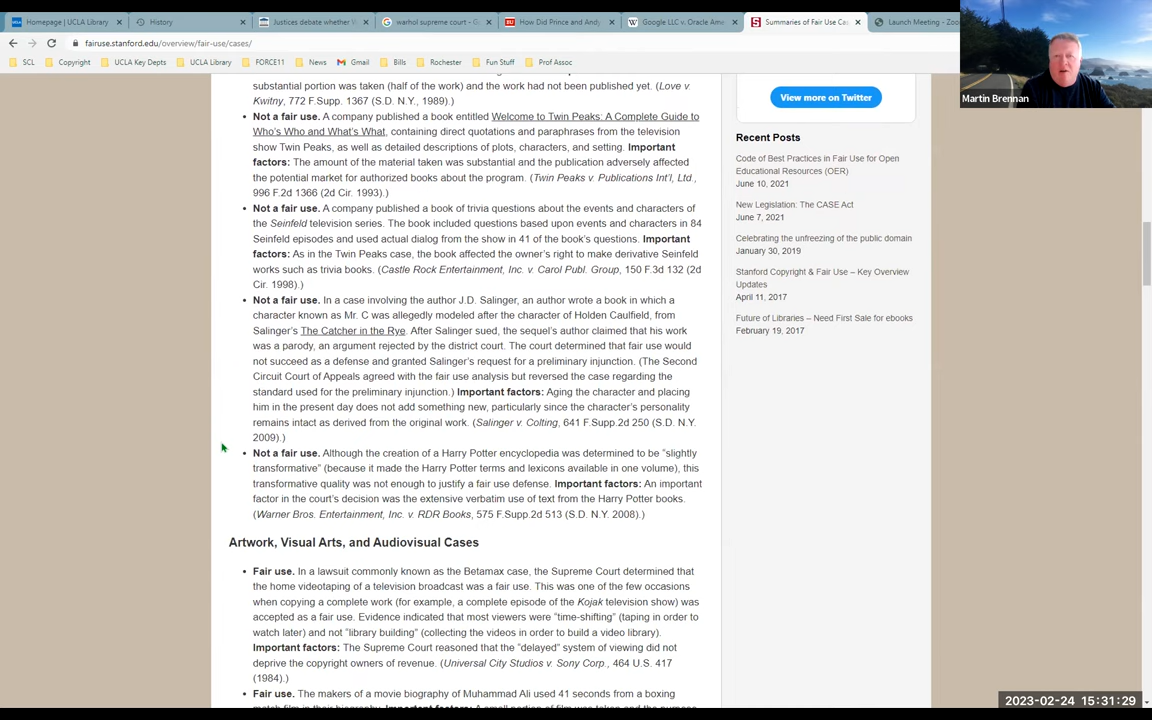 Homepage | UCLA Library
History
Justices debate whether V
warhol supreme court - G
How Did Prince and Andy
Google LLC v. Oracle Ame
Summaries of Fair Use Cas
Launch Meeting - Zoo
fairuse.stanford.edu/overview/fair-use/cases/
SCL
Copyright
UCLA Key Depts
UCLA Library
FORCE11
News
Gmail
Bills
Rochester
Fun Stuff
Prof Assoc
Martin Brennan
substantial portion was taken (half of the work) and the work had not been published yet. (Love v.
Kwitny, 772 F.Supp. 1367 (S.D. N.Y., 1989).)
Not a fair use. A company published a book entitled Welcome to Twin Peaks: A Complete Guide to
Who's Who and What's What, containing direct quotations and paraphrases from the television
show Twin Peaks, as well as detailed descriptions of plots, characters, and setting. Important
factors: The amount of the material taken was substantial and the publication adversely affected
the potential market for authorized books about the program. (Twin Peaks v. Publications Int'l, Ltd.,
996 F.2d 1366 (2d Cir. 1993).)
Not a fair use. A company published a book of trivia questions about the events and characters of
the Seinfeld television series. The book included questions based upon events and characters in 84
Seinfeld episodes and used actual dialog from the show in 41 of the book's questions. Important
factors: As in the Twin Peaks case, the book affected the owner's right to make derivative Seinfeld
works such as trivia books. (Castle Rock Entertainment, Inc. v. Carol Publ. Group, 150 F.3d 132 (2d
Cir. 1998).)
Not a fair use. In a case involving the author J.D. Salinger, an author wrote a book in which a
character known as Mr. C was allegedly modeled after the character of Holden Caulfield, from
Salinger's The Catcher in the Rye. After Salinger sued, the sequel's author claimed that his work
was a parody, an argument rejected by the district court. The court determined that fair use would
not succeed as a defense and granted Salinger's request for a preliminary injunction. (The Second
Circuit Court of Appeals agreed with the fair use analysis but reversed the case regarding the
standard used for the preliminary injunction.) Important factors: Aging the character and placing
him in the present day does not add something new, particularly since the character's personality
remains intact as derived from the original work. (Salinger v. Colting, 641 F.Supp.2d 250 (S.D. N.Y.
2009).)
Not a fair use. Although the creation of a Harry Potter encyclopedia was determined to be "slightly
transformative" (because it made the Harry Potter terms and lexicons available in one volume), this
transformative quality was not enough to justify a fair use defense. Important factors: An important
factor in the court's decision was the extensive verbatim use of text from the Harry Potter books.
(Warner Bros. Entertainment, Inc. v. RDR Books, 575 F.Supp.2d 513 (S.D. N.Y. 2008).)
Artwork, Visual Arts, and Audiovisual Cases
Fair use. In a lawsuit commonly known as the Betamax case, the Supreme Court determined that
the home videotaping of a television broadcast was a fair use. This was one of the few occasions
when copying a complete work (for example, a complete episode of the Kojak television show) was
accepted as a fair use. Evidence indicated that most viewers were "time-shifting" (taping in order to
watch later) and not "library building" (collecting the videos in order to build a video library).
Important factors: The Supreme Court reasoned that the "delayed" system of viewing did not
deprive the copyright owners of revenue. (Universal City Studios v. Sony Corp., 464 U.S. 417
(1984).)
Fair use. The makers of a movie biography of Muhammad Ali used 41 seconds from a boxing
View more on Twitter
Recent Posts
Code of Best Practices in Fair Use for Open
Educational Resources (OER)
June 10, 2021
New Legislation: The CASE Act
June 7, 2021
Celebrating the unfreezing of the public domain
January 30, 2019
Stanford Copyright & Fair Use – Key Overview
Updates
April 11, 2017
Future of Libraries – Need First Sale for ebooks
February 19, 2017
2023-02-24 15:31:29